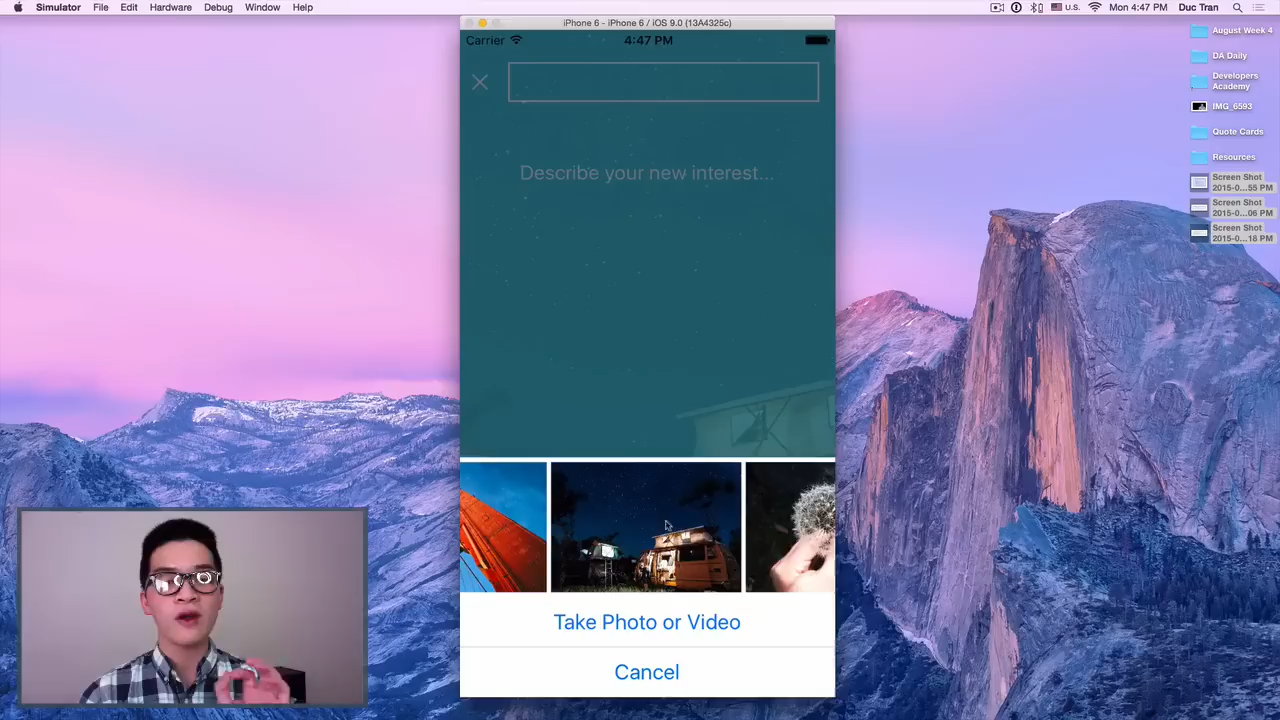 Simulator File Edit Hardware Debug Window Help
U.S. Mon 4:47 PM Duc Tran
iPhone 6 - iPhone 6 / iOS 9.0 (13A4325c)
Carrier 4:47 PM
Describe your new interest...
Take Photo or Video
Cancel
August Week 4
DA Daily
Developers
Academy
IMG_6593
Quote Cards
Resources
Screen Shot
2015-0...55 PM
Screen Shot
2015-0...06 PM
Screen Shot
2015-0...18 PM